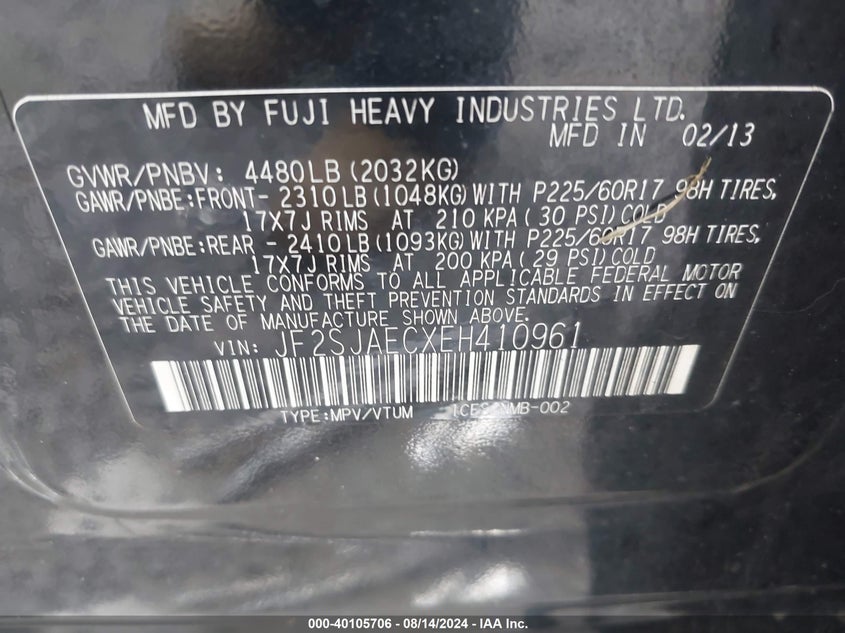 MFD BY FUJI HEAVY INDUSTRIES LTD.
MFD IN 02/13
GVWR/PNBV: 4480LB (2032KG)
GAWR/PNBE:FRONT- 2310LB (1048KG) WITH P225/60R17 98H TIRES,
17X7J RIMS AT 210 KPA (30 PSI) COLD
GAWR/PNBE:REAR - 2410LB (1093KG) WITH P225/60R17 98H TIRES,
17X7J RIMS AT 200 KPA (29 PSI) COLD
THIS VEHICLE CONFORMS TO ALL APPLICABLE FEDERAL MOTOR
VEHICLE SAFETY AND THEFT PREVENTION STANDARDS IN EFFECT ON
THE DATE OF MANUFACTURE SHOWN ABOVE.
VIN: JF2SJAECXEH410961
TYPE:MPV/VTUM ICES-NMB-002
000-40105706 - 08/14/2024 - IAA Inc.